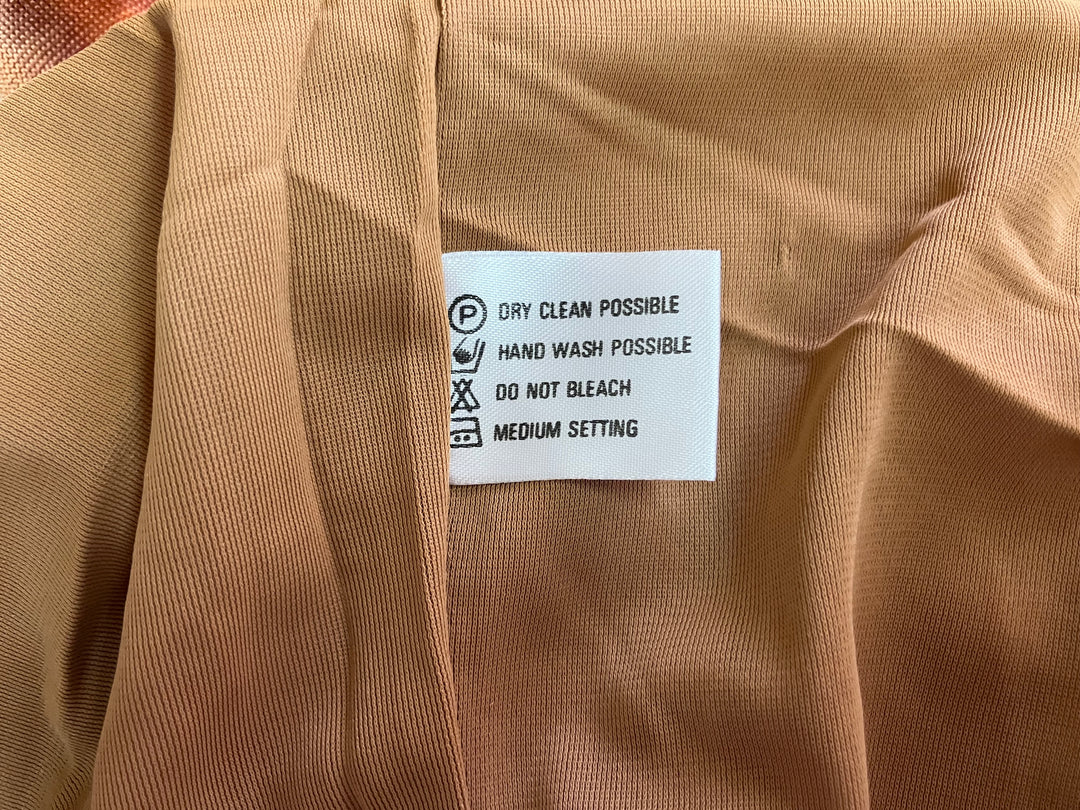 P DRY CLEAN POSSIBLE
HAND WASH POSSIBLE
DO NOT BLEACH
MEDIUM SETTING